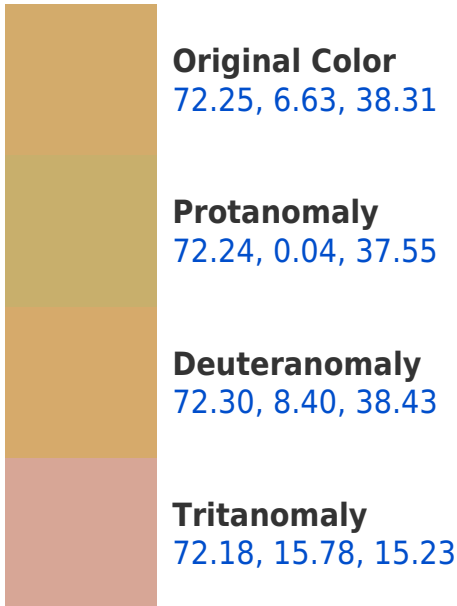 Original Color
72.25, 6.63, 38.31
Protanomaly
72.24, 0.04, 37.55
Deuteranomaly
72.30, 8.40, 38.43
Tritanomaly
72.18, 15.78, 15.23